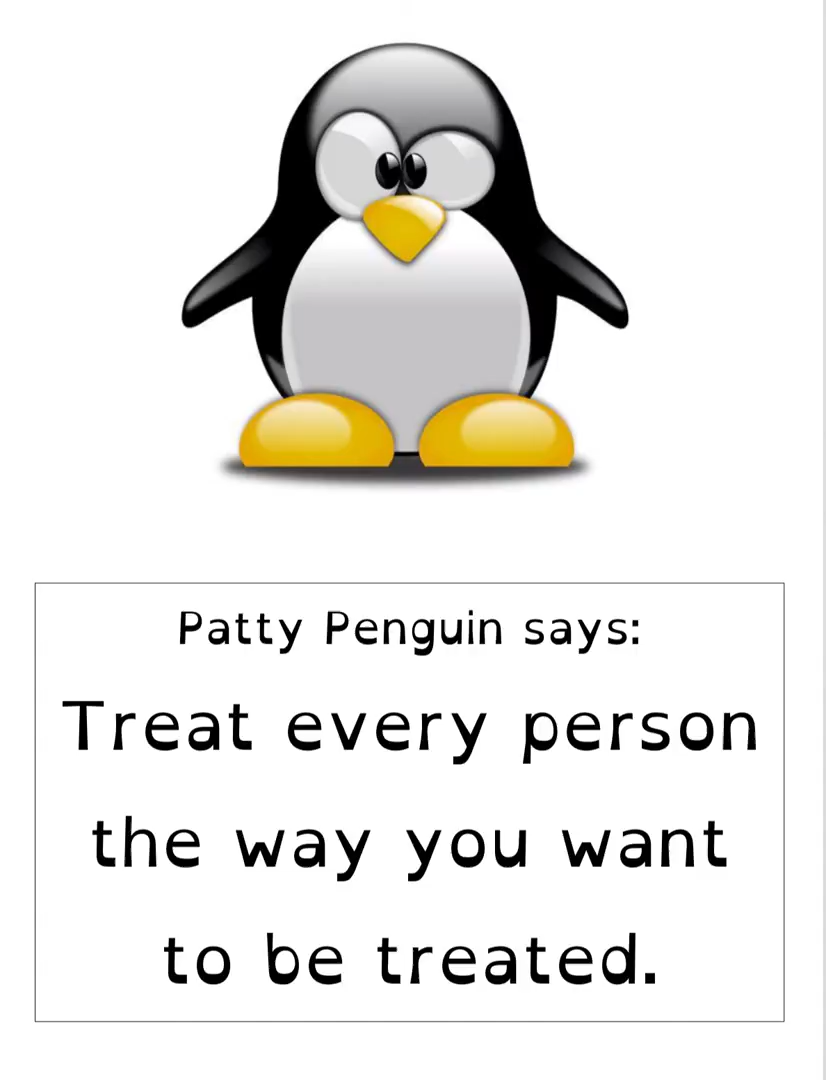 Patty Penguin says:
Treat every person
the way you want
to be treated.